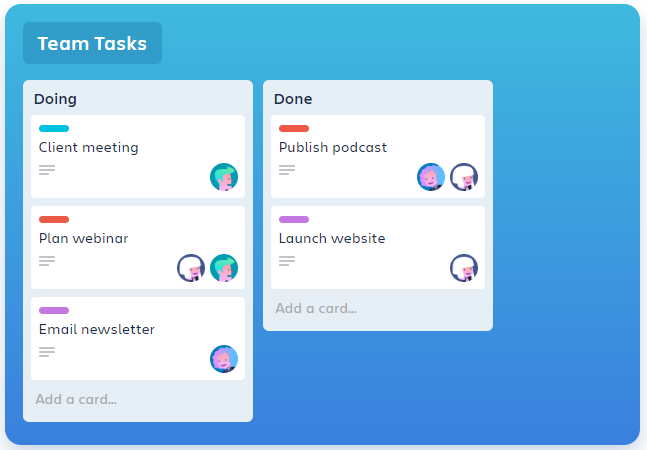 Team Tasks
Doing
Client meeting
Plan webinar
Email newsletter
Add a card...
Done
Publish podcast
Launch website
Add a card...